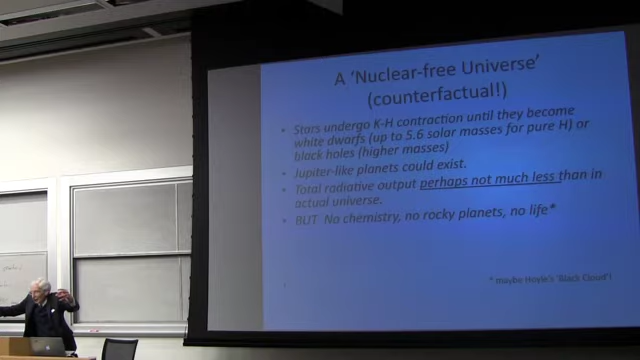 A 'Nuclear-free Universe'
(counterfactual!)
• Stars undergo K-H contraction until they become
white dwarfs (up to 5.6 solar masses for pure H) or
black holes (higher masses)
• Jupiter-like planets could exist.
• Total radiative output perhaps not much less than in
actual universe.
• BUT No chemistry, no rocky planets, no life*
* maybe Hoyle's 'Black Cloud'!